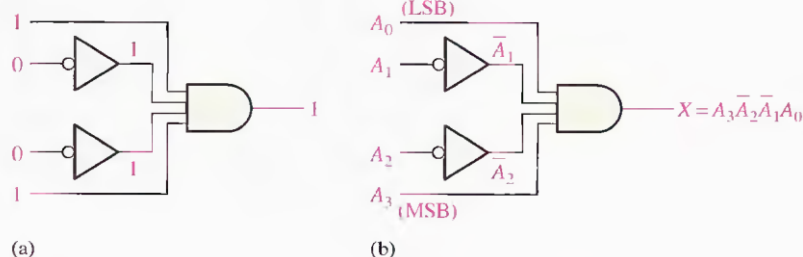 1
0 1
1
0 1
1
(a)
(LSB)
A₀
A₁ A̅₁
X = A₃A̅₂A̅₁A₀
A₂ A̅₂
A₃ (MSB)
(b)